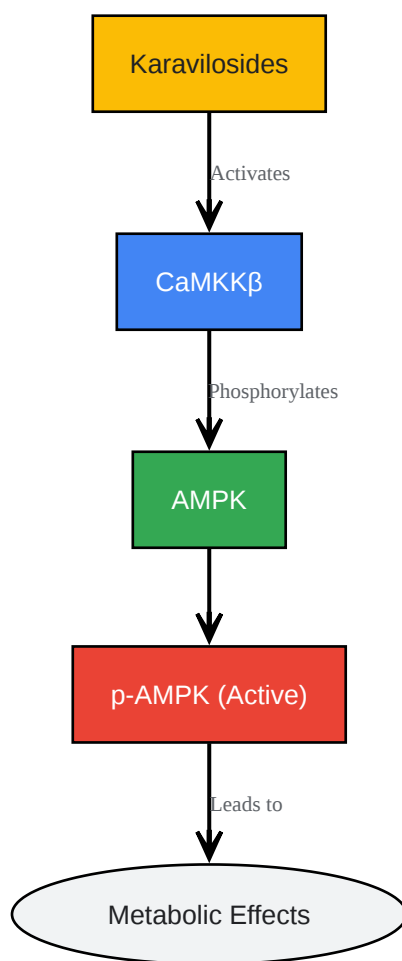 Karavilosides
Activates
CaMKKβ
Phosphorylates
AMPK
p-AMPK (Active)
Leads to
Metabolic Effects